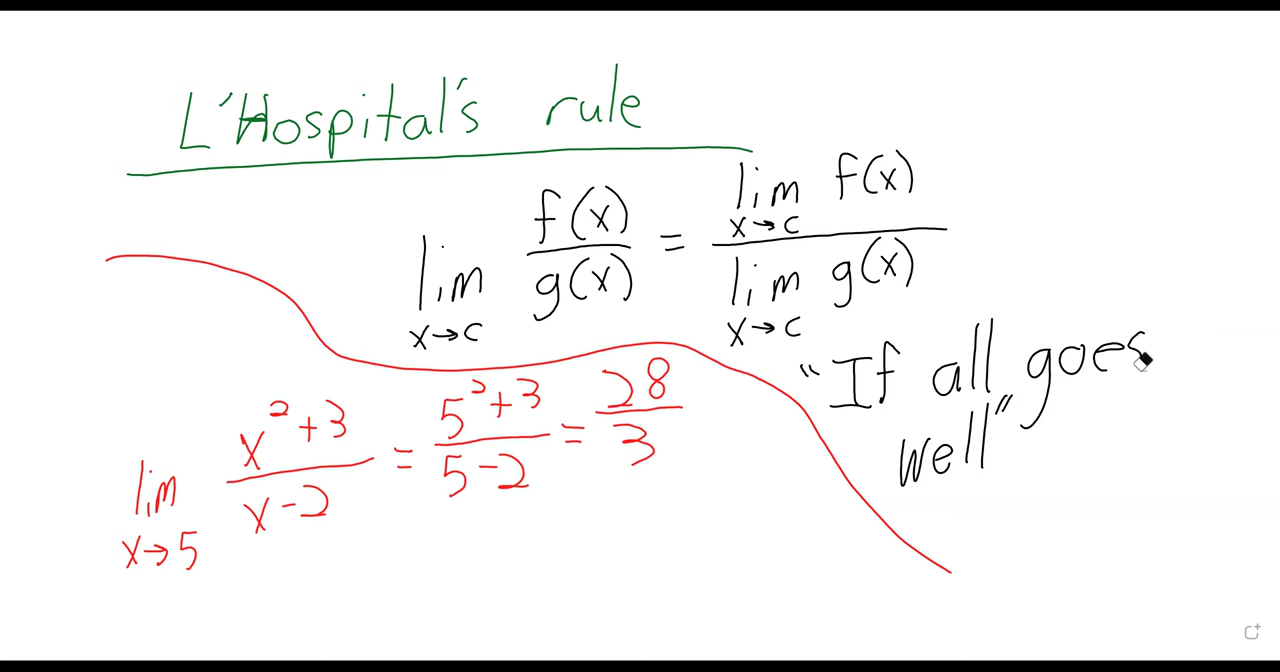 L'Hospital's rule
lim x→c f(x)/g(x) = lim x→c f(x) / lim x→c g(x)
"If all goes
well"
lim x→5 x²+3/x-2 = 5²+3/5-2 = 28/3